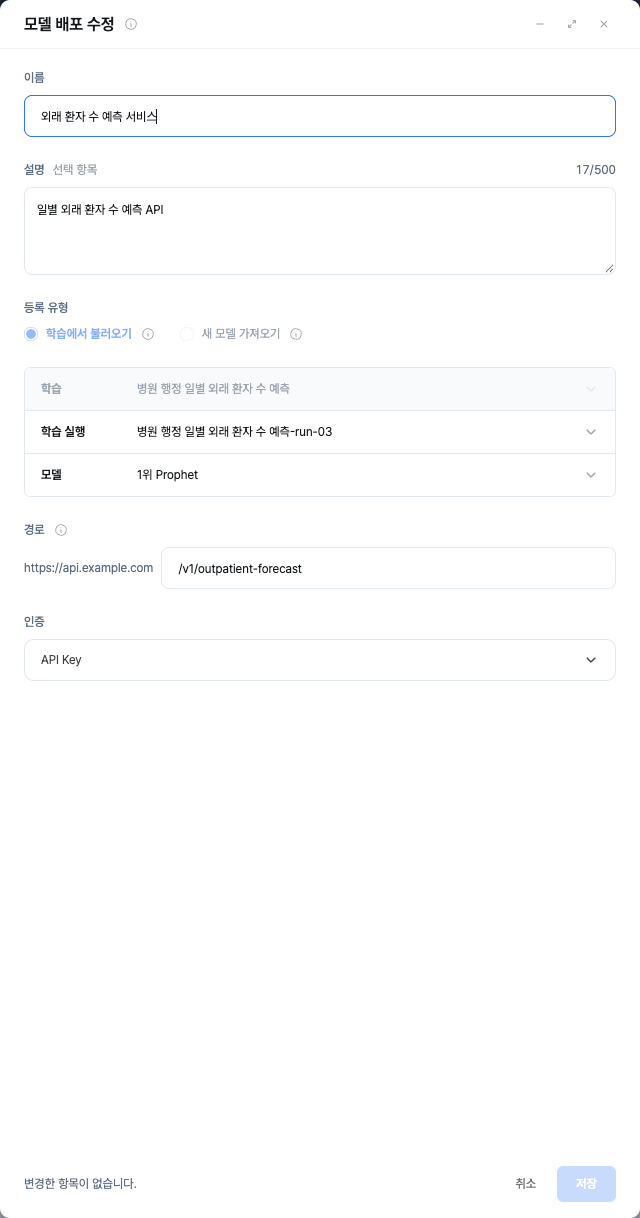 모델 배포 수정
이름
외래 환자 수 예측 서비스
설명 선택 항목 17/500
일별 외래 환자 수 예측 API
등록 유형
학습에서 불러오기 새 모델 가져오기
학습 병원 행정 일별 외래 환자 수 예측
학습 실행 병원 행정 일별 외래 환자 수 예측-run-03
모델 1위 Prophet
경로
https://api.example.com /v1/outpatient-forecast
인증
API Key
변경한 항목이 없습니다. 취소 저장